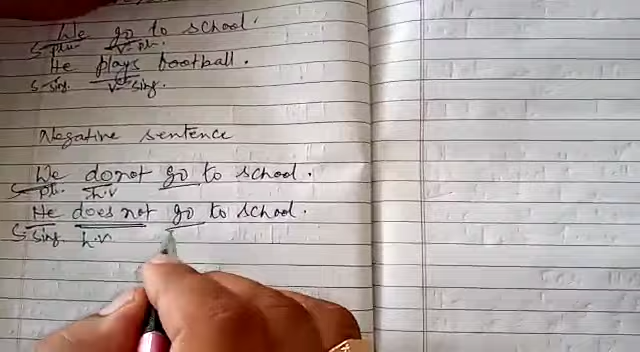 We go to school.
S-plu. V-pl.
He plays football.
S-sing. V-sing.
Negative sentence
We donot go to school.
S-pl. h.v
He does not go to school.
S-sing h.v